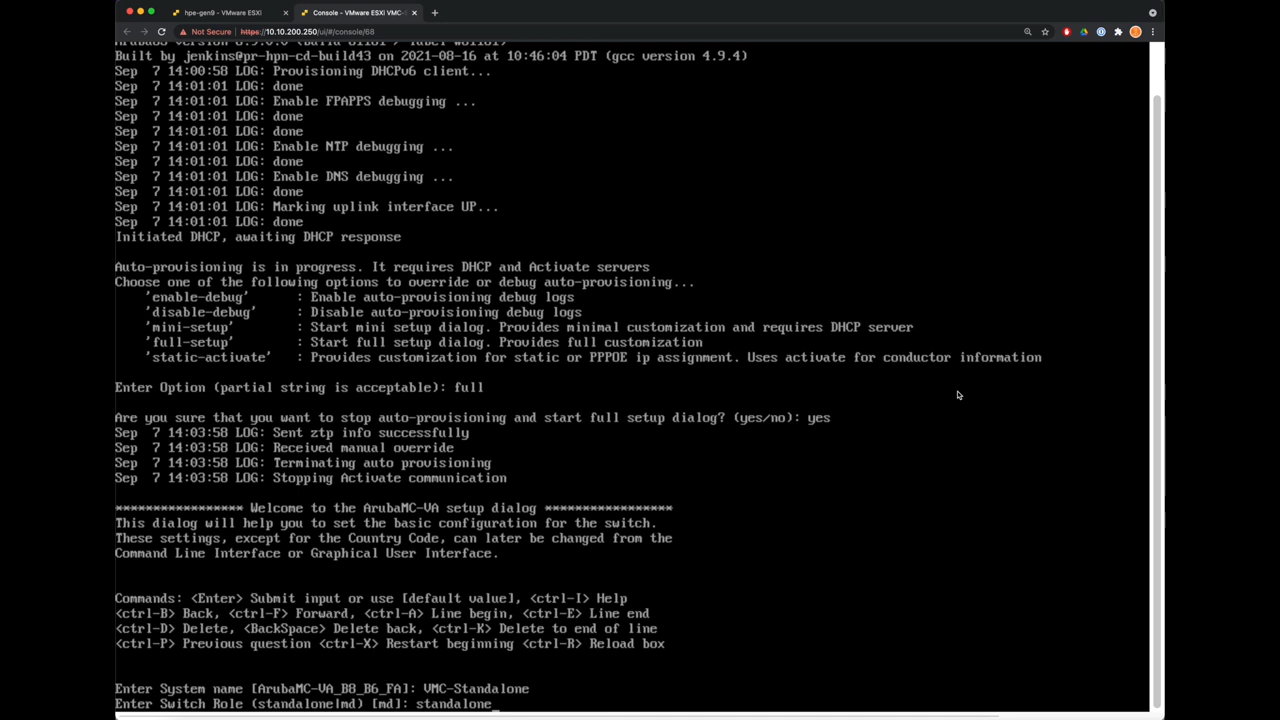 hpe-gen9 – VMware ESXi
Console – VMware ESXi VMC-
Not Secure | https://10.10.200.250/ui/#/console/68
Built by jenkins@pr-hpn-cd-build43 on 2021-08-16 at 10:46:04 PDT (gcc version 4.9.4)
Sep  7 14:00:58 LOG: Provisioning DHCPv6 client...
Sep  7 14:01:01 LOG: done
Sep  7 14:01:01 LOG: Enable FPAPPS debugging ...
Sep  7 14:01:01 LOG: done
Sep  7 14:01:01 LOG: done
Sep  7 14:01:01 LOG: Enable NTP debugging ...
Sep  7 14:01:01 LOG: done
Sep  7 14:01:01 LOG: Enable DNS debugging ...
Sep  7 14:01:01 LOG: done
Sep  7 14:01:01 LOG: Marking uplink interface UP...
Sep  7 14:01:01 LOG: done
Initiated DHCP, awaiting DHCP response
Auto-provisioning is in progress. It requires DHCP and Activate servers
Choose one of the following options to override or debug auto-provisioning...
'enable-debug' : Enable auto-provisioning debug logs
'disable-debug' : Disable auto-provisioning debug logs
'mini-setup' : Start mini setup dialog. Provides minimal customization and requires DHCP server
'full-setup' : Start full setup dialog. Provides full customization
'static-activate' : Provides customization for static or PPPOE ip assignment. Uses activate for conductor information
Enter Option (partial string is acceptable): full
Are you sure that you want to stop auto-provisioning and start full setup dialog? (yes/no): yes
Sep  7 14:03:58 LOG: Sent ztp info successfully
Sep  7 14:03:58 LOG: Received manual override
Sep  7 14:03:58 LOG: Terminating auto provisioning
Sep  7 14:03:58 LOG: Stopping Activate communication
***************** Welcome to the ArubaMC-VA setup dialog *****************
This dialog will help you to set the basic configuration for the switch.
These settings, except for the Country Code, can later be changed from the
Command Line Interface or Graphical User Interface.
Commands: <Enter> Submit input or use [default value], <ctrl-I> Help
<ctrl-B> Back, <ctrl-F> Forward, <ctrl-A> Line begin, <ctrl-E> Line end
<ctrl-D> Delete, <BackSpace> Delete back, <ctrl-K> Delete to end of line
<ctrl-P> Previous question <ctrl-X> Restart beginning <ctrl-R> Reload box
Enter System name [ArubaMC-VA_B8_B6_FA]: VMC-Standalone
Enter Switch Role (standalone|md) [md]: standalone_